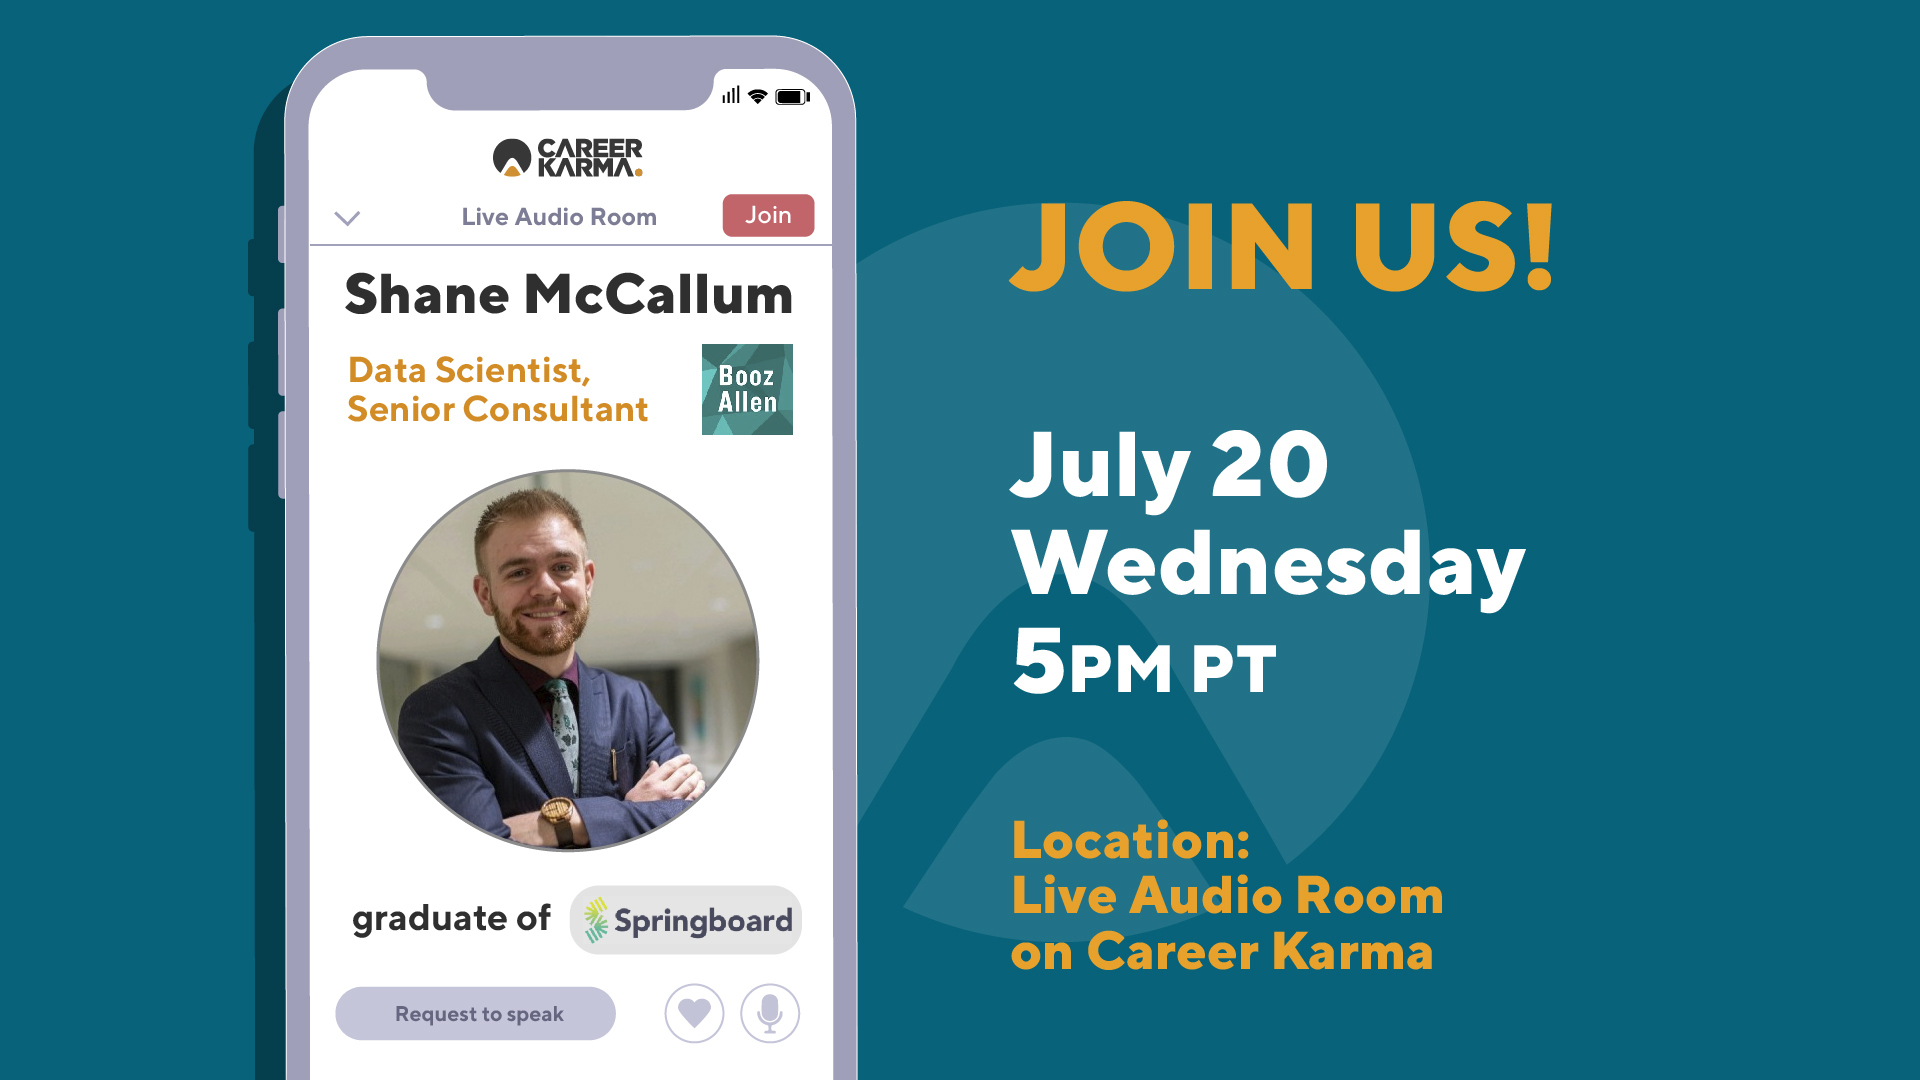 CAREER
KARMA.
Live Audio Room
Join
Shane McCallum
Data Scientist,
Senior Consultant
Booz
Allen
graduate of
Springboard
Request to speak
JOIN US!
July 20
Wednesday
5PM PT
Location:
Live Audio Room
on Career Karma